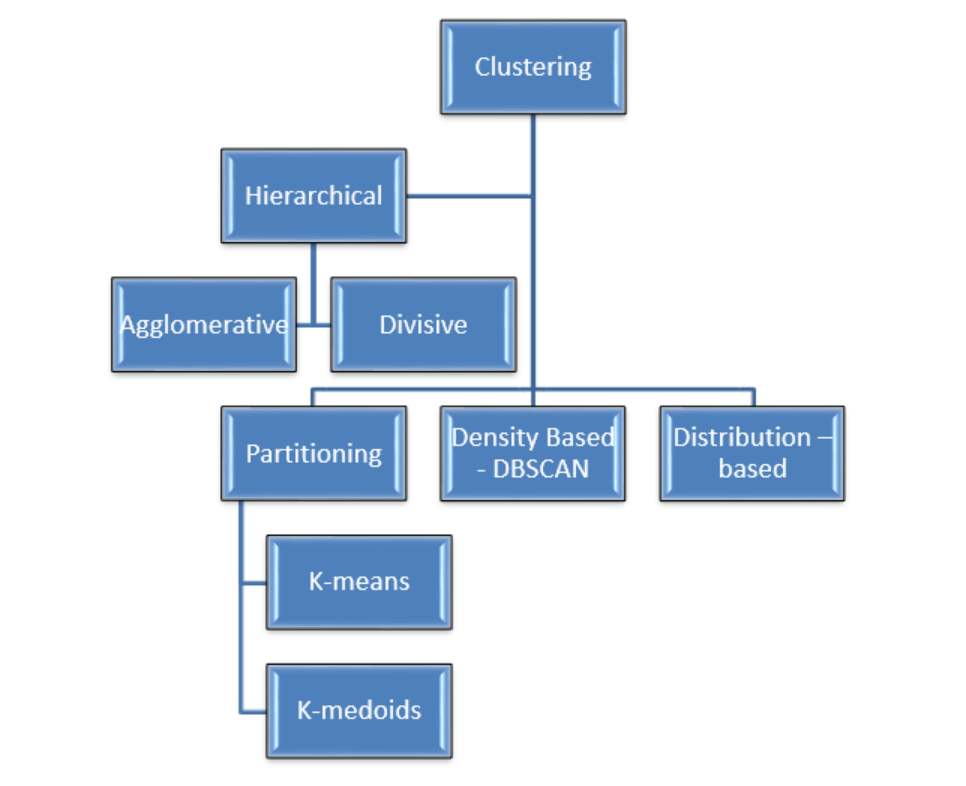 Clustering
Hierarchical
Agglomerative
Divisive
Partitioning
Density Based
- DBSCAN
Distribution –
based
K-means
K-medoids